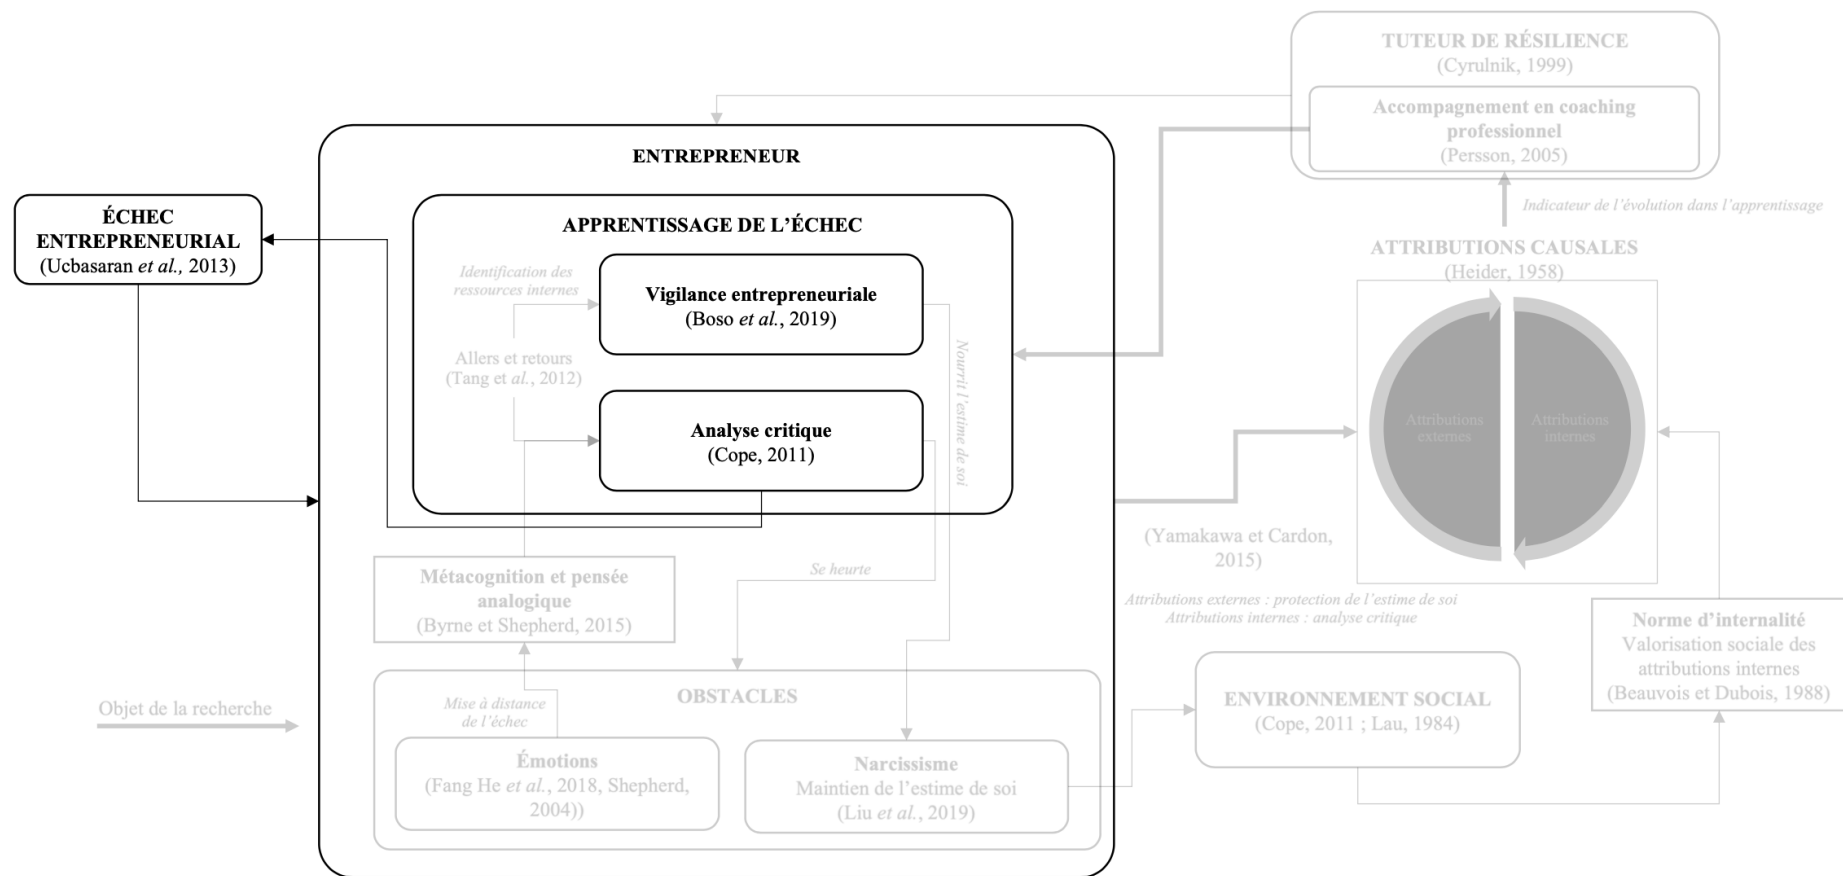 TUTEUR DE RÉSILIENCE
(Cyrulnik, 1999)
Accompagnement en coaching
professionnel
(Persson, 2005)
ENTREPRENEUR
ÉCHEC
ENTREPRENEURIAL
(Ucbasaran et al., 2013)
APPRENTISSAGE DE L’ÉCHEC
Identification des
ressources internes
Vigilance entrepreneuriale
(Boso et al., 2019)
Allers et retours
(Tang et al., 2012)
Analyse critique
(Cope, 2011)
Nourrit l’estime de soi
Indicateur de l’évolution dans l’apprentissage
ATTRIBUTIONS CAUSALES
(Heider, 1958)
Attributions
externes
Attributions
internes
(Yamakawa et Cardon,
2015)
Attributions externes : protection de l’estime de soi
Attributions internes : analyse critique
Se heurte
Métacognition et pensée
analogique
(Byrne et Shepherd, 2015)
OBSTACLES
Mise à distance
de l’échec
Émotions
(Fang He et al., 2018, Shepherd,
2004))
Narcissisme
Maintien de l’estime de soi
(Liu et al., 2019)
ENVIRONNEMENT SOCIAL
(Cope, 2011 ; Lau, 1984)
Norme d’internalité
Valorisation sociale des
attributions internes
(Beauvois et Dubois, 1988)
Objet de la recherche